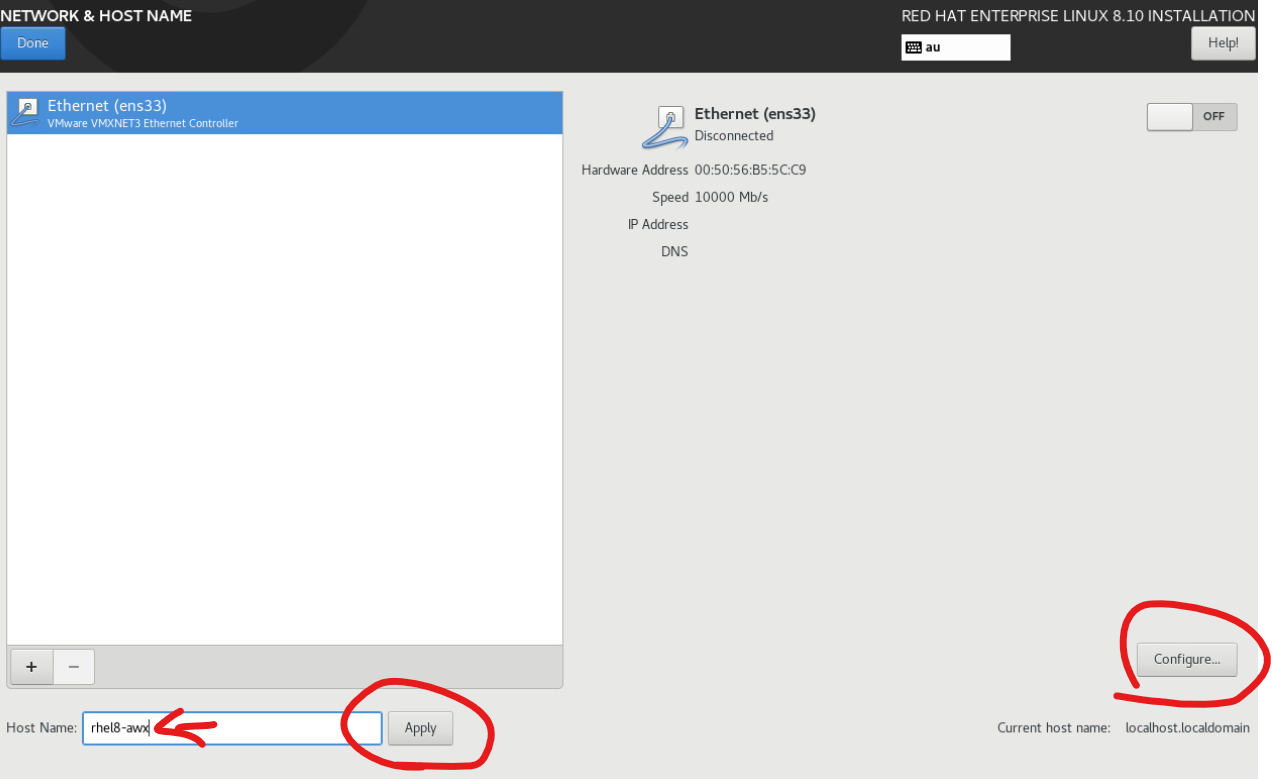 NETWORK & HOST NAME
RED HAT ENTERPRISE LINUX 8.10 INSTALLATION
Done
au
Help!
Ethernet (ens33)
VMware VMXNET3 Ethernet Controller
Ethernet (ens33)
Disconnected
OFF
Hardware Address 00:50:56:B5:5C:C9
Speed 10000 Mb/s
IP Address
DNS
+ −
Configure...
Host Name: rhel8-awx
Apply
Current host name: localhost.localdomain